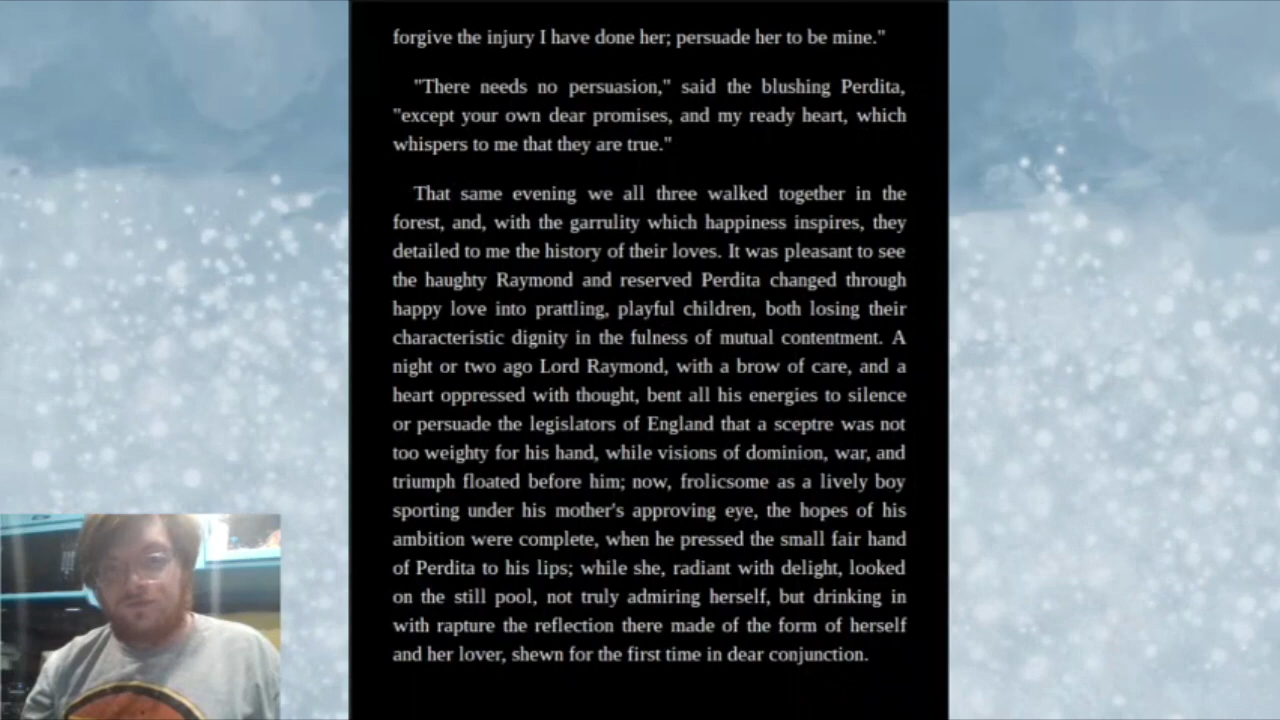 forgive the injury I have done her; persuade her to be mine."
"There needs no persuasion," said the blushing Perdita,
"except your own dear promises, and my ready heart, which
whispers to me that they are true."
That same evening we all three walked together in the
forest, and, with the garrulity which happiness inspires, they
detailed to me the history of their loves. It was pleasant to see
the haughty Raymond and reserved Perdita changed through
happy love into prattling, playful children, both losing their
characteristic dignity in the fulness of mutual contentment. A
night or two ago Lord Raymond, with a brow of care, and a
heart oppressed with thought, bent all his energies to silence
or persuade the legislators of England that a sceptre was not
too weighty for his hand, while visions of dominion, war, and
triumph floated before him; now, frolicsome as a lively boy
sporting under his mother's approving eye, the hopes of his
ambition were complete, when he pressed the small fair hand
of Perdita to his lips; while she, radiant with delight, looked
on the still pool, not truly admiring herself, but drinking in
with rapture the reflection there made of the form of herself
and her lover, shewn for the first time in dear conjunction.